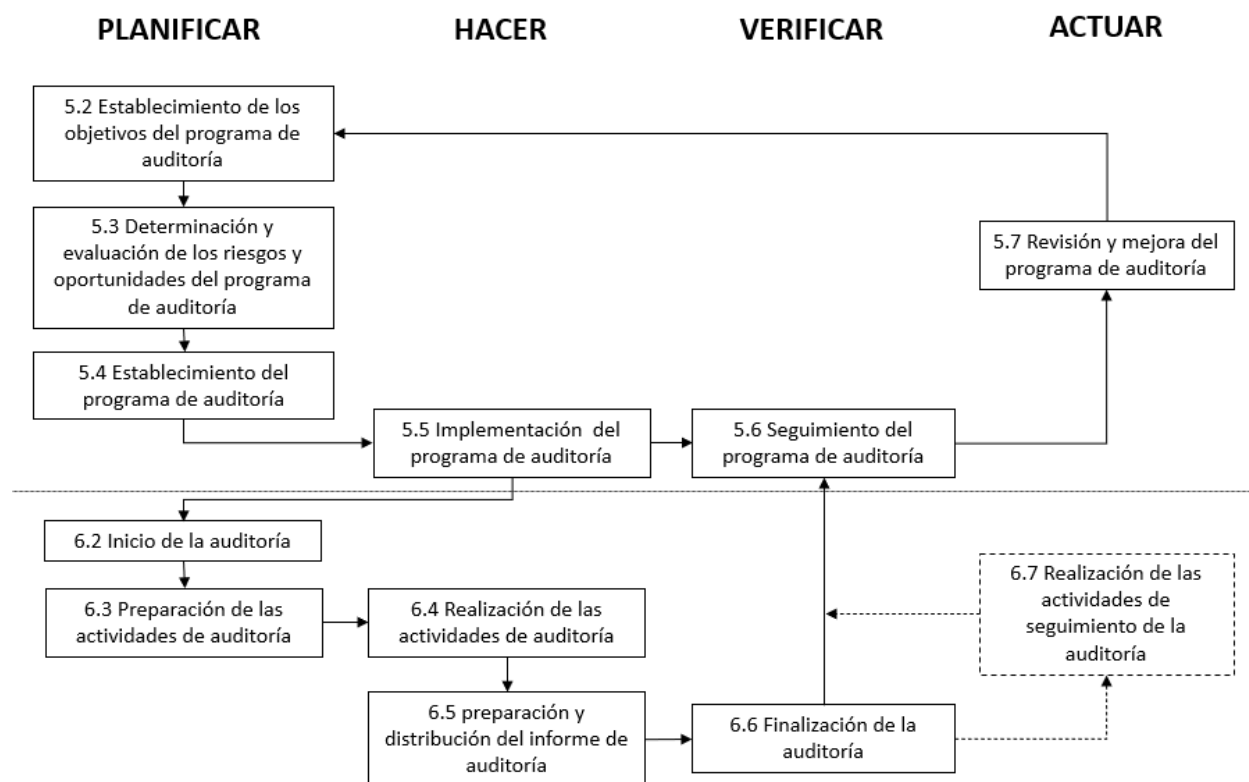 PLANIFICAR
HACER
VERIFICAR
ACTUAR
5.2 Establecimiento de los
objetivos del programa de
auditoría
5.3 Determinación y
evaluación de los riesgos y
oportunidades del programa
de auditoría
5.7 Revisión y mejora del
programa de auditoría
5.4 Establecimiento del
programa de auditoría
5.5 Implementación del
programa de auditoría
5.6 Seguimiento del
programa de auditoría
6.2 Inicio de la auditoría
6.3 Preparación de las
actividades de auditoría
6.4 Realización de las
actividades de auditoría
6.7 Realización de las
actividades de
seguimiento de la
auditoría
6.5 preparación y
distribución del informe de
auditoría
6.6 Finalización de la
auditoría